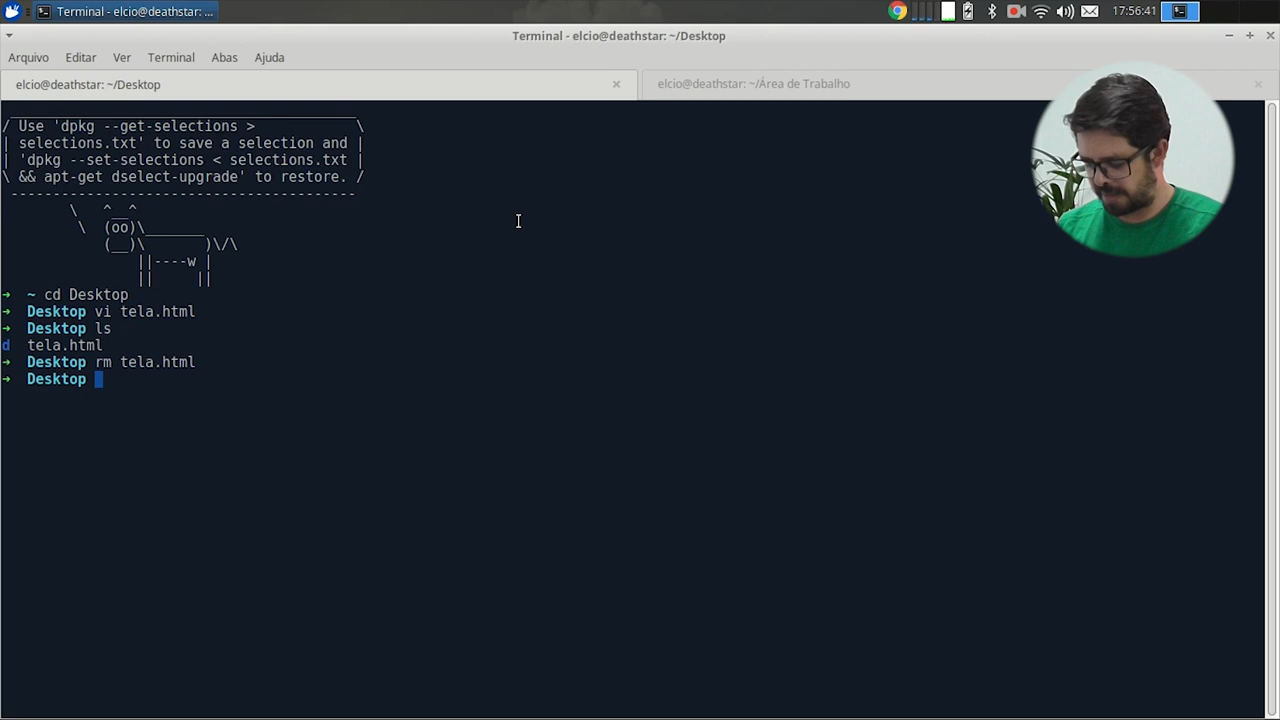 Terminal - elcio@deathstar: ...
17:56:41
Terminal - elcio@deathstar: ~/Desktop
Arquivo Editar Ver Terminal Abas Ajuda
elcio@deathstar: ~/Desktop
elcio@deathstar: ~/Área de Trabalho
/ Use 'dpkg --get-selections > \
| selections.txt' to save a selection and |
| 'dpkg --set-selections < selections.txt |
\ && apt-get dselect-upgrade' to restore. /
-----------------------------------------
\ ^__^
\ (oo)\_______
(__)\ )\/\
||----w |
|| ||
➜ ~ cd Desktop
➜ Desktop vi tela.html
➜ Desktop ls
d tela.html
➜ Desktop rm tela.html
➜ Desktop